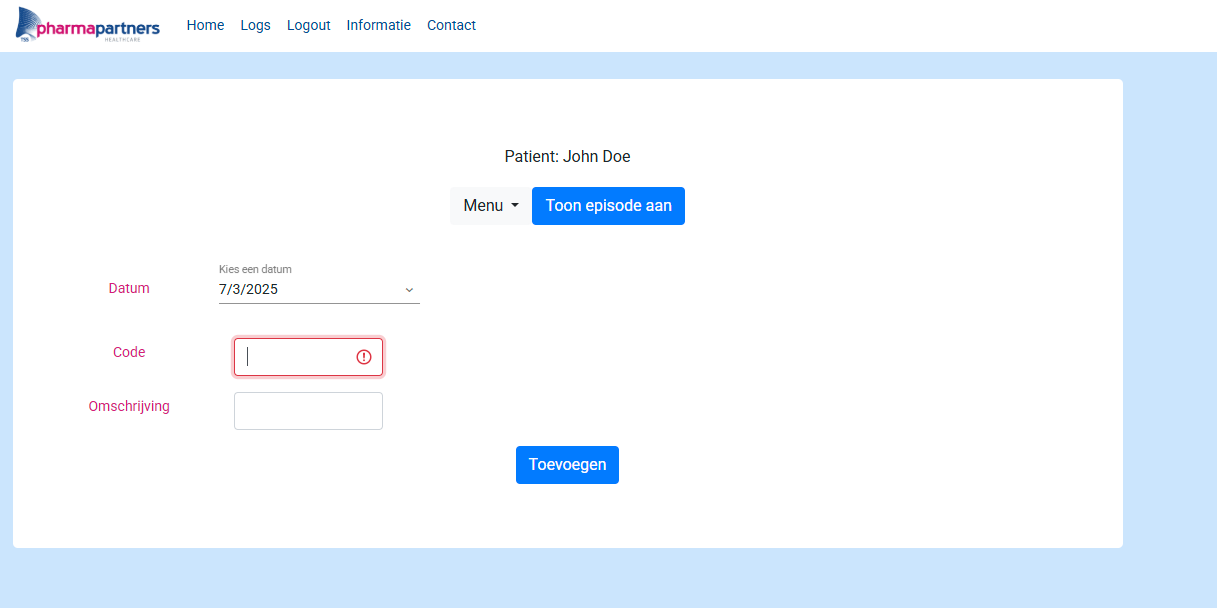 pharmapartners
HEALTHCARE
TSS
Home Logs Logout Informatie Contact
Patient: John Doe
Menu Toon episode aan
Kies een datum
Datum 7/3/2025
Code
Omschrijving
Toevoegen